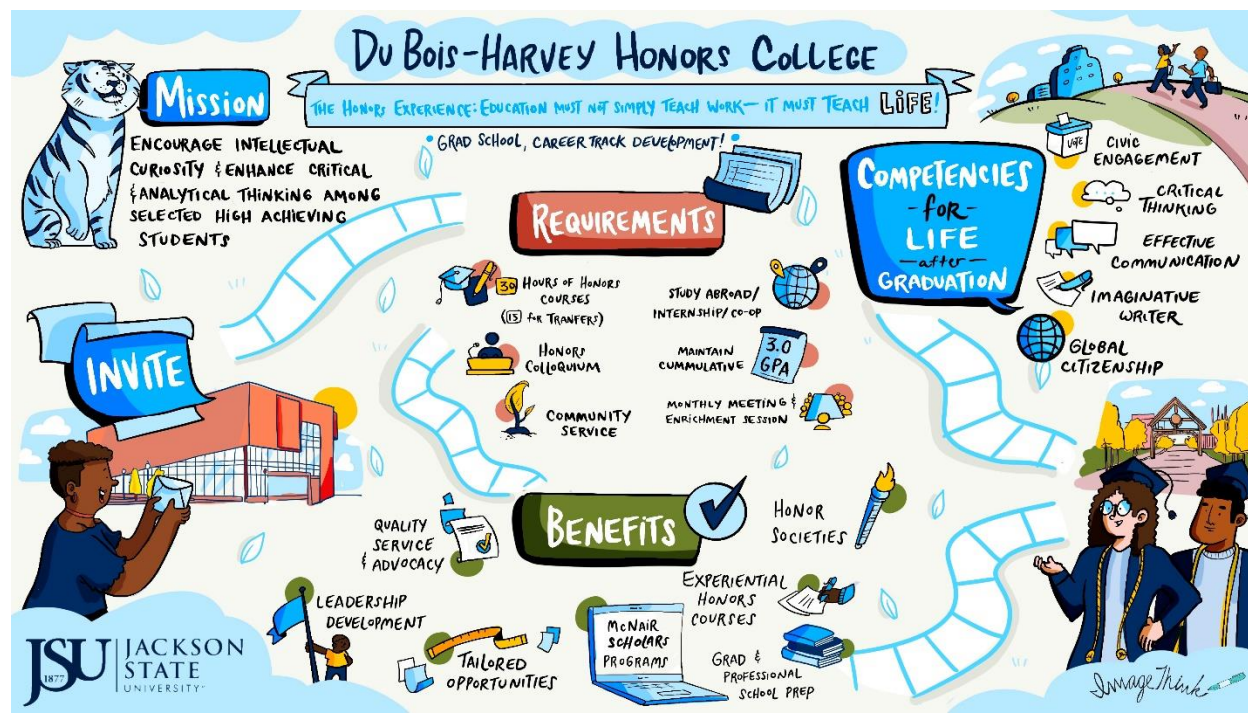 DU BOIS-HARVEY HONORS COLLEGE
THE HONORS EXPERIENCE: EDUCATION MUST NOT SIMPLY TEACH WORK— IT MUST TEACH LIFE!
• GRAD SCHOOL, CAREER TRACK DEVELOPMENT! •
MISSION
ENCOURAGE INTELLECTUAL
CURIOSITY & ENHANCE CRITICAL
& ANALYTICAL THINKING AMONG
SELECTED HIGH ACHIEVING
STUDENTS
INVITE
REQUIREMENTS
30 HOURS OF HONORS
COURSES
(15 for TRANFERS)
HONORS
COLLOQUIUM
COMMUNITY
SERVICE
STUDY ABROAD/
INTERNSHIP/CO-OP
MAINTAIN
CUMMULATIVE
3.0
GPA
MONTHLY MEETING &
ENRICHMENT SESSION
COMPETENCIES
-for-
LIFE
—after—
GRADUATION
VOTE
CIVIC
ENGAGEMENT
CRITICAL
THINKING
EFFECTIVE
COMMUNICATION
IMAGINATIVE
WRITER
GLOBAL
CITIZENSHIP
BENEFITS
QUALITY
SERVICE
& ADVOCACY
LEADERSHIP
DEVELOPMENT
TAILORED
OPPORTUNITIES
MCNAIR
SCHOLARS
PROGRAMS
HONOR
SOCIETIES
EXPERIENTIAL
HONORS
COURSES
GRAD &
PROFESSIONAL
SCHOOL PREP
JSU
1877
JACKSON
STATE
UNIVERSITY
ImageThink